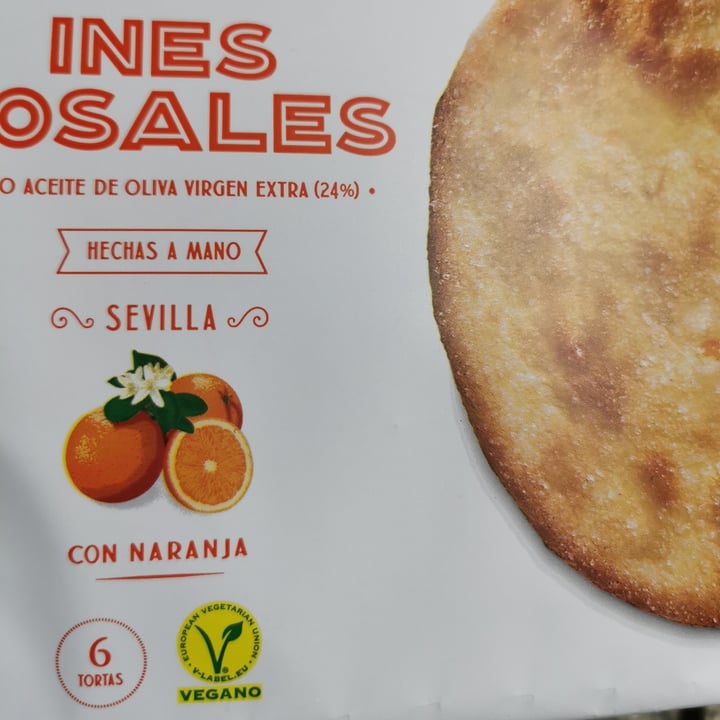 INES
OSALES
O ACEITE DE OLIVA VIRGEN EXTRA (24%) •
HECHAS A MANO
SEVILLA
CON NARANJA
6
TORTAS
EUROPEAN VEGETARIAN UNION
• V-LABEL.EU •
VEGANO